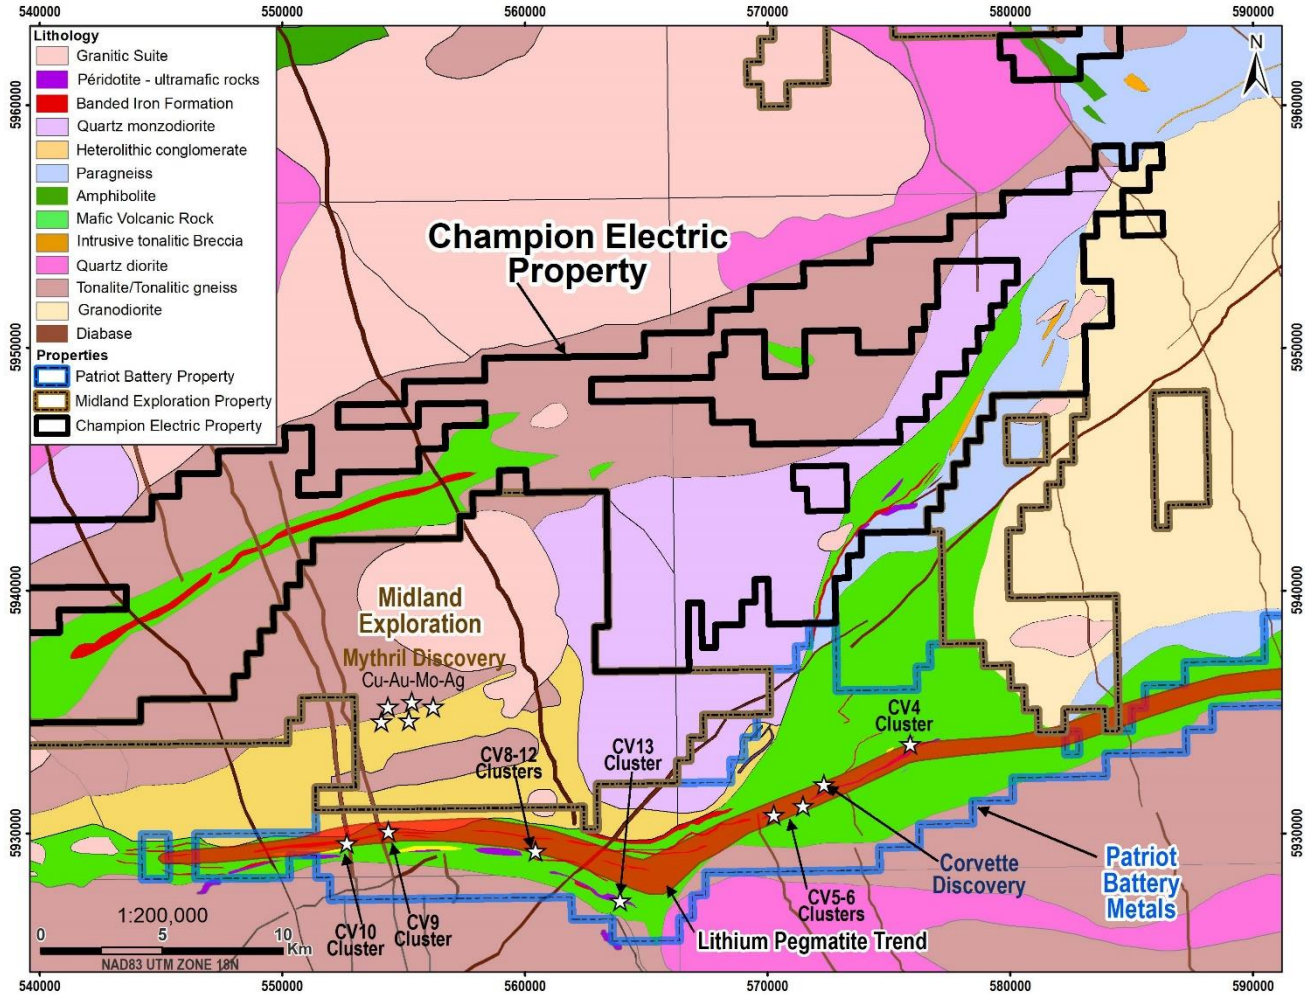 540000
550000
560000
570000
580000
590000
Lithology
Granitic Suite
Péridotite - ultramafic rocks
Banded Iron Formation
Quartz monzodiorite
Heterolithic conglomerate
Paragneiss
Amphibolite
Mafic Volcanic Rock
Intrusive tonalitic Breccia
Quartz diorite
Tonalite/Tonalitic gneiss
Granodiorite
Diabase
Properties
Patriot Battery Property
Midland Exploration Property
Champion Electric Property
N
5960000
5960000
Champion Electric
Property
5950000
5950000
5940000
5940000
Midland
Exploration
Mythril Discovery
Cu-Au-Mo-Ag
CV8-12
Clusters
CV13
Cluster
CV4
Cluster
5930000
5930000
Corvette
Discovery
Patriot
Battery
Metals
CV5-6
Clusters
CV10
Cluster
CV9
Cluster
Lithium Pegmatite Trend
1:200,000
0
5
10
Km
NAD83 UTM ZONE 18N
540000
550000
560000
570000
580000
590000